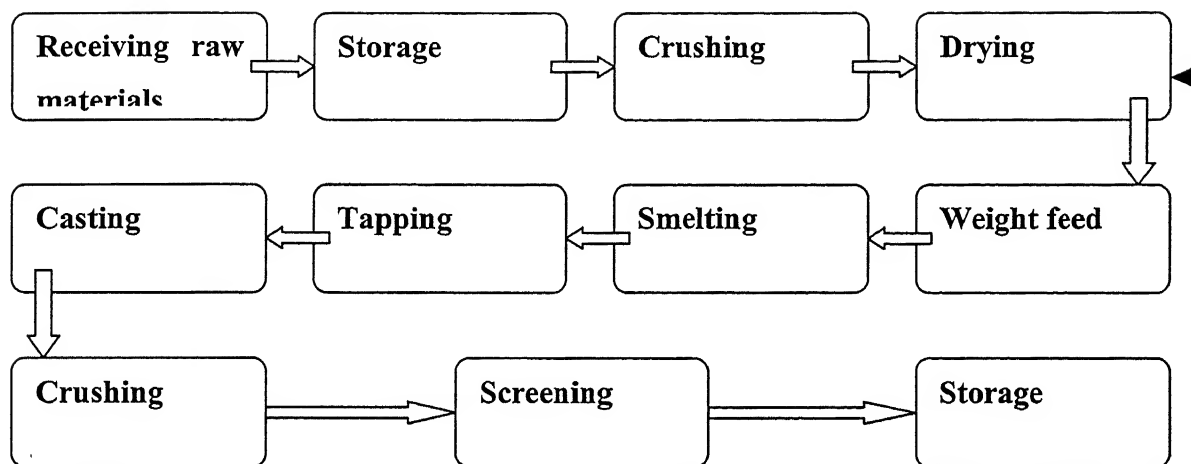 Receiving raw
materials
Storage
Crushing
Drying
Weight feed
Smelting
Tapping
Casting
Crushing
Screening
Storage